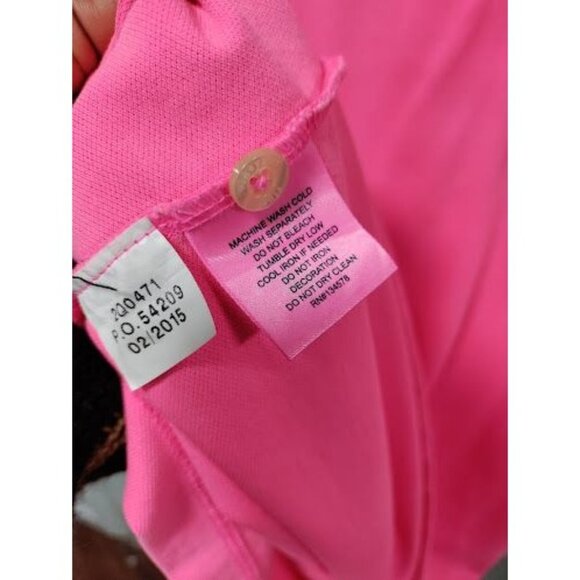 2Q0471
P.O. 54209
02/2015
MACHINE WASH COLD
WASH SEPARATELY
DO NOT BLEACH
TUMBLE DRY LOW
COOL IRON IF NEEDED
DO NOT IRON
DECORATION
DO NOT DRY CLEAN
RN#134578